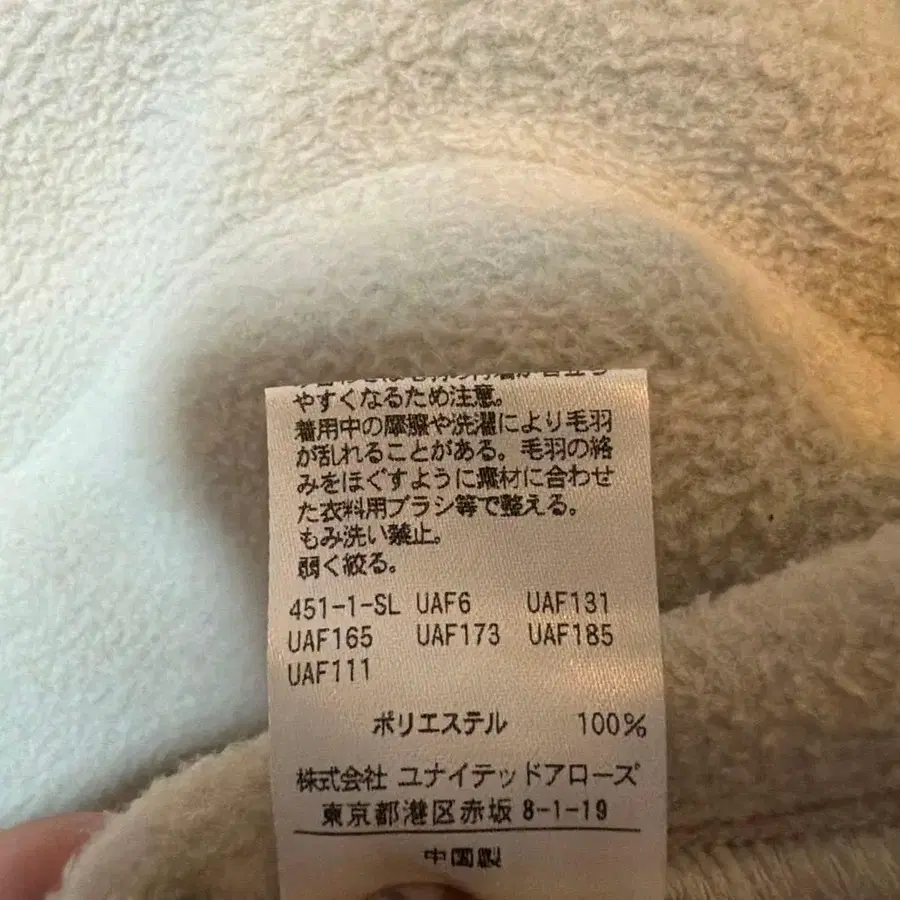 やすくなるため注意。
着用中の摩擦や洗濯により毛羽
が乱れることがある。毛羽の絡
みをほぐすように素材に合わせ
た衣料用ブラシ等で整える。
もみ洗い禁止。
弱く絞る。
451-1-SL UAF6 UAF131
UAF165 UAF173 UAF185
UAF111
ポリエステル 100%
株式会社 ユナイテッドアローズ
東京都港区赤坂 8-1-19
中国製